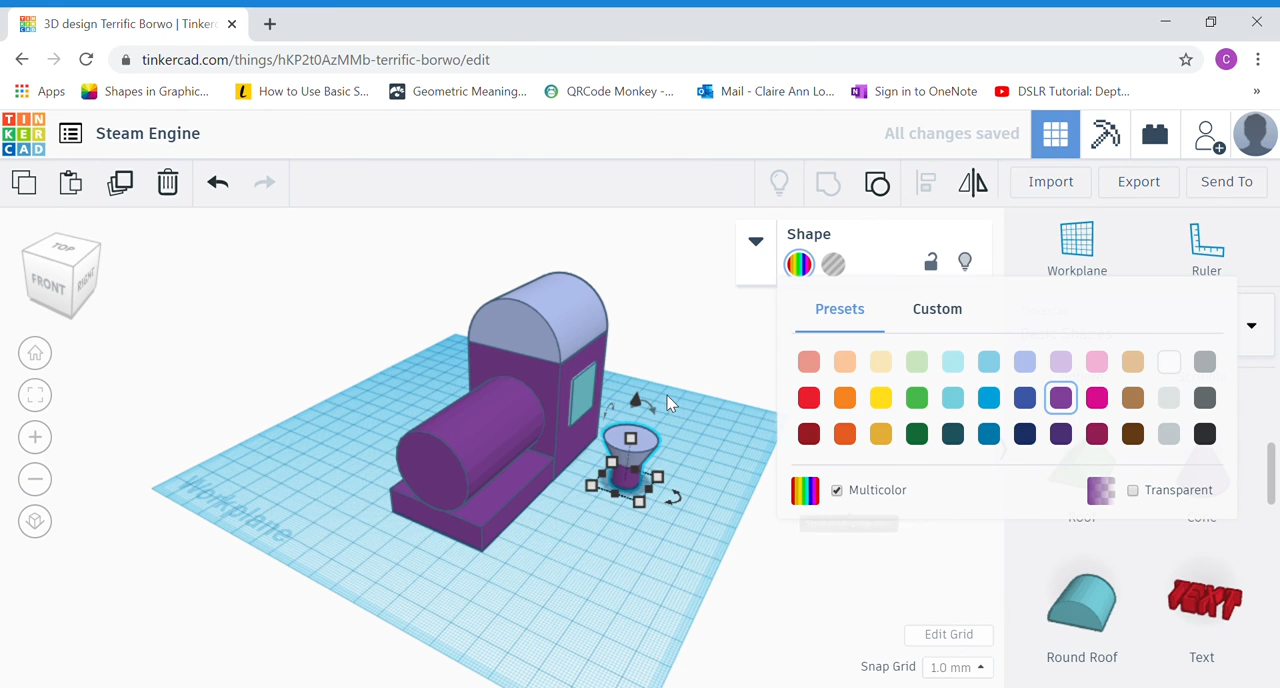 3D design Terrific Borwo | Tinker
tinkercad.com/things/hKP2t0AzMMb-terrific-borwo/edit
Apps
Shapes in Graphic...
How to Use Basic S...
Geometric Meaning...
QRCode Monkey -...
Mail - Claire Ann Lo...
Sign in to OneNote
DSLR Tutorial: Dept...
»
C
TIN
KER
CAD
Steam Engine
All changes saved
Import
Export
Send To
TOP
FRONT
RIGHT
Shape
Workplane
Ruler
Presets
Custom
Multicolor
Transparent
Roof
Cone
Workplane
Edit Grid
Snap Grid
1.0 mm
Round Roof
TEXT
Text